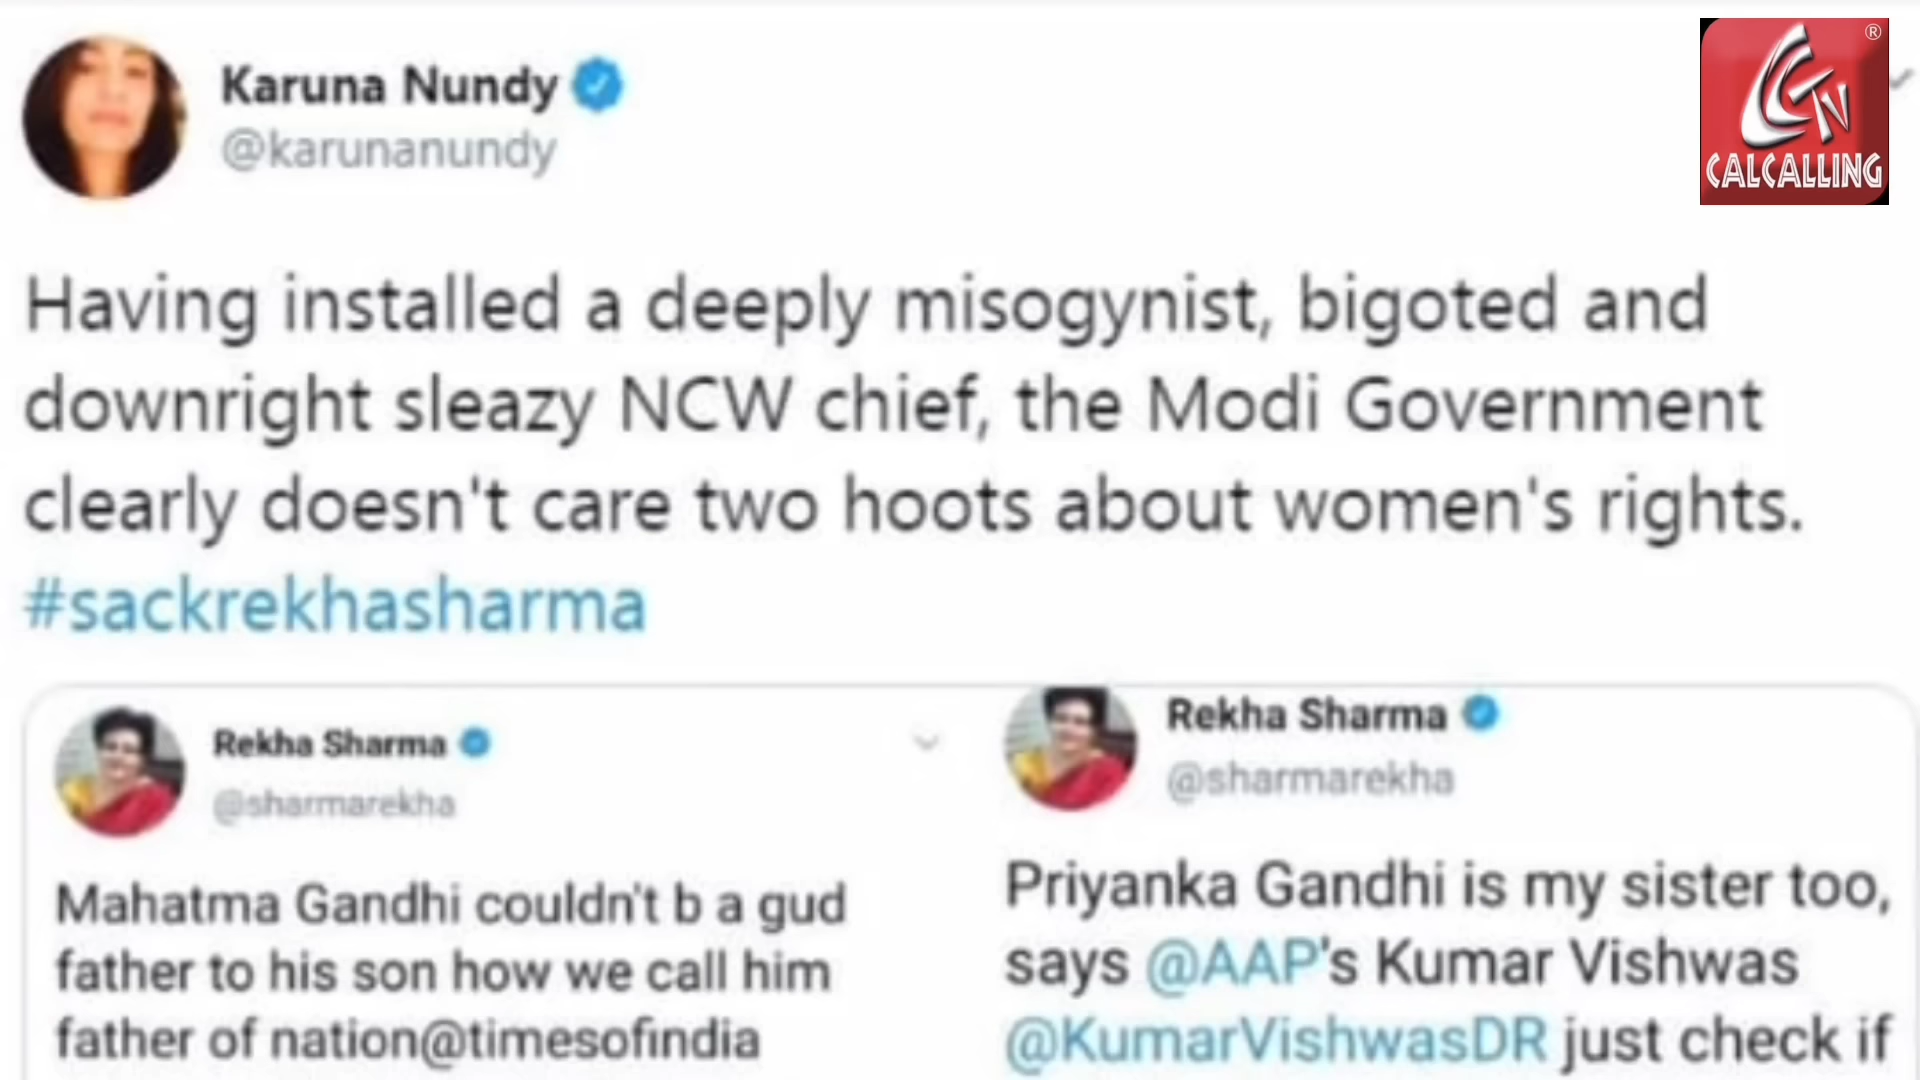 Karuna Nundy
@karunanundy
®
CGTN
CALCALLING
Having installed a deeply misogynist, bigoted and
downright sleazy NCW chief, the Modi Government
clearly doesn't care two hoots about women's rights.
#sackrekhasharma
Rekha Sharma
@sharmarekha
Mahatma Gandhi couldn't b a gud
father to his son how we call him
father of nation@timesofindia
Rekha Sharma
@sharmarekha
Priyanka Gandhi is my sister too,
says @AAP's Kumar Vishwas
@KumarVishwasDR just check if